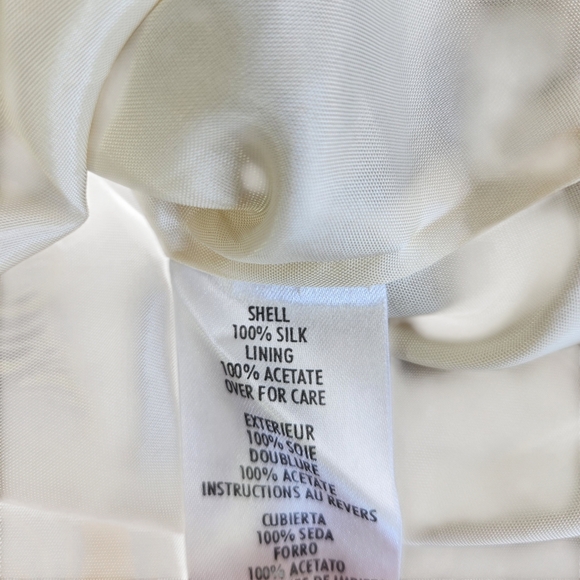 SHELL
100% SILK
LINING
100% ACETATE
OVER FOR CARE
EXTERIEUR
100% SOIE
DOUBLURE
100% ACETATE
INSTRUCTIONS AU REVERS
CUBIERTA
100% SEDA
FORRO
100% ACETATO